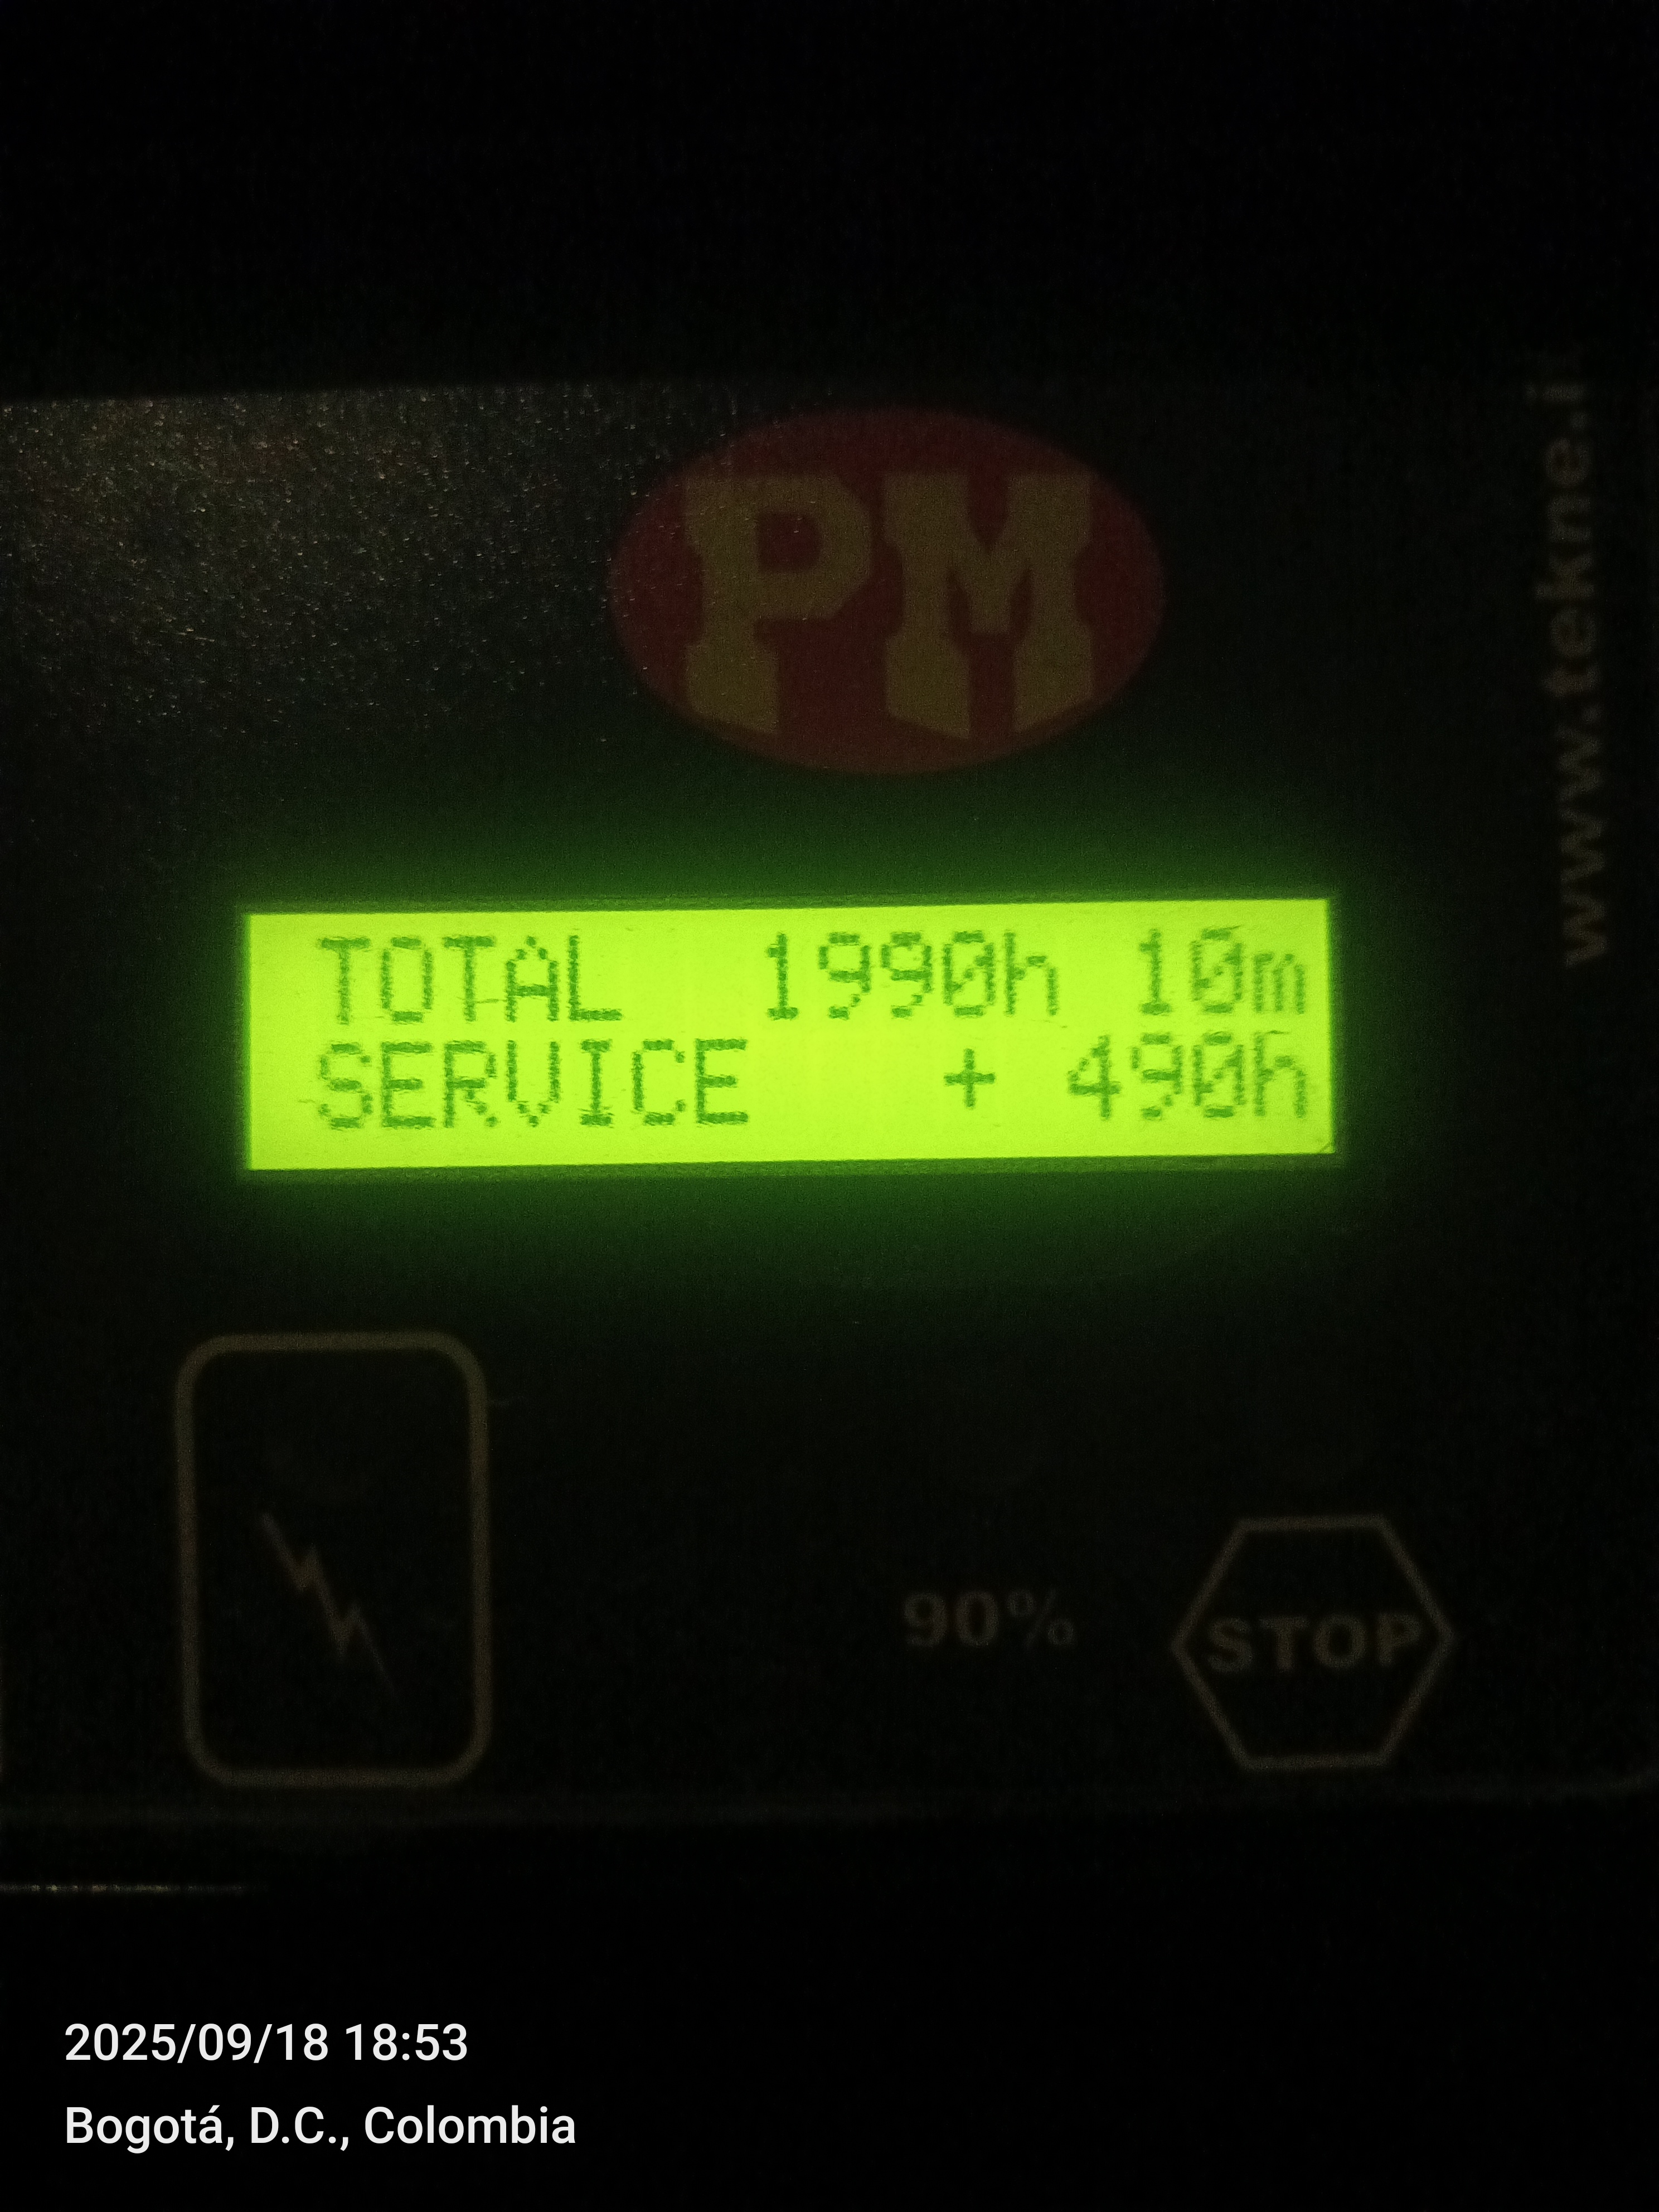 PM
www.tekne.i
TOTAL 1990h 10m
SERVICE + 490h
90%
STOP
2025/09/18 18:53
Bogotá, D.C., Colombia